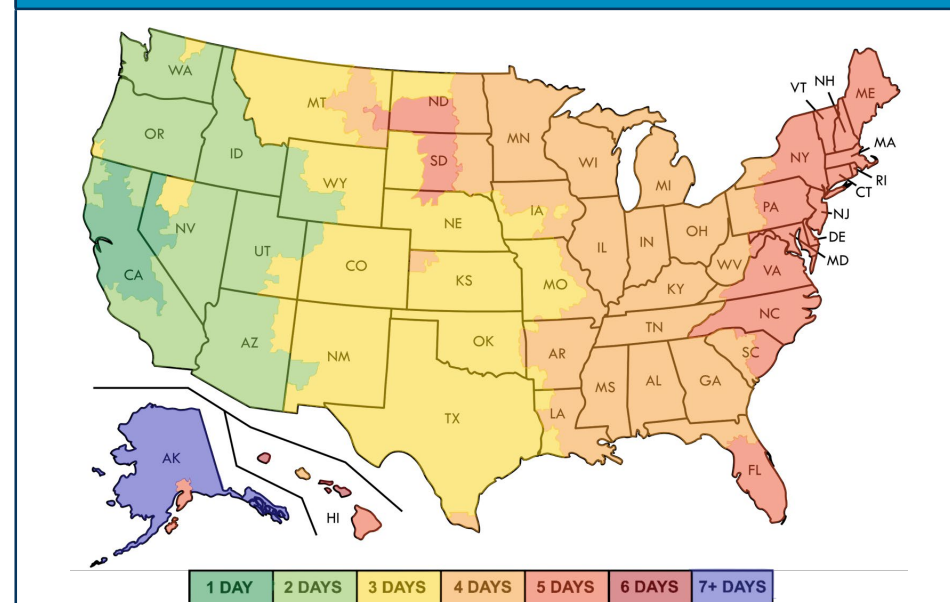 WA
OR
ID
MT
ND
SD
MN
WI
MI
VT
NH
ME
MA
RI
CT
NY
PA
NJ
DE
MD
WY
NE
IA
NV
UT
CO
KS
MO
IL
IN
OH
WV
KY
VA
NC
CA
AZ
NM
OK
AR
TN
SC
TX
LA
MS
AL
GA
FL
AK
HI
1 DAY 2 DAYS 3 DAYS 4 DAYS 5 DAYS 6 DAYS 7+ DAYS